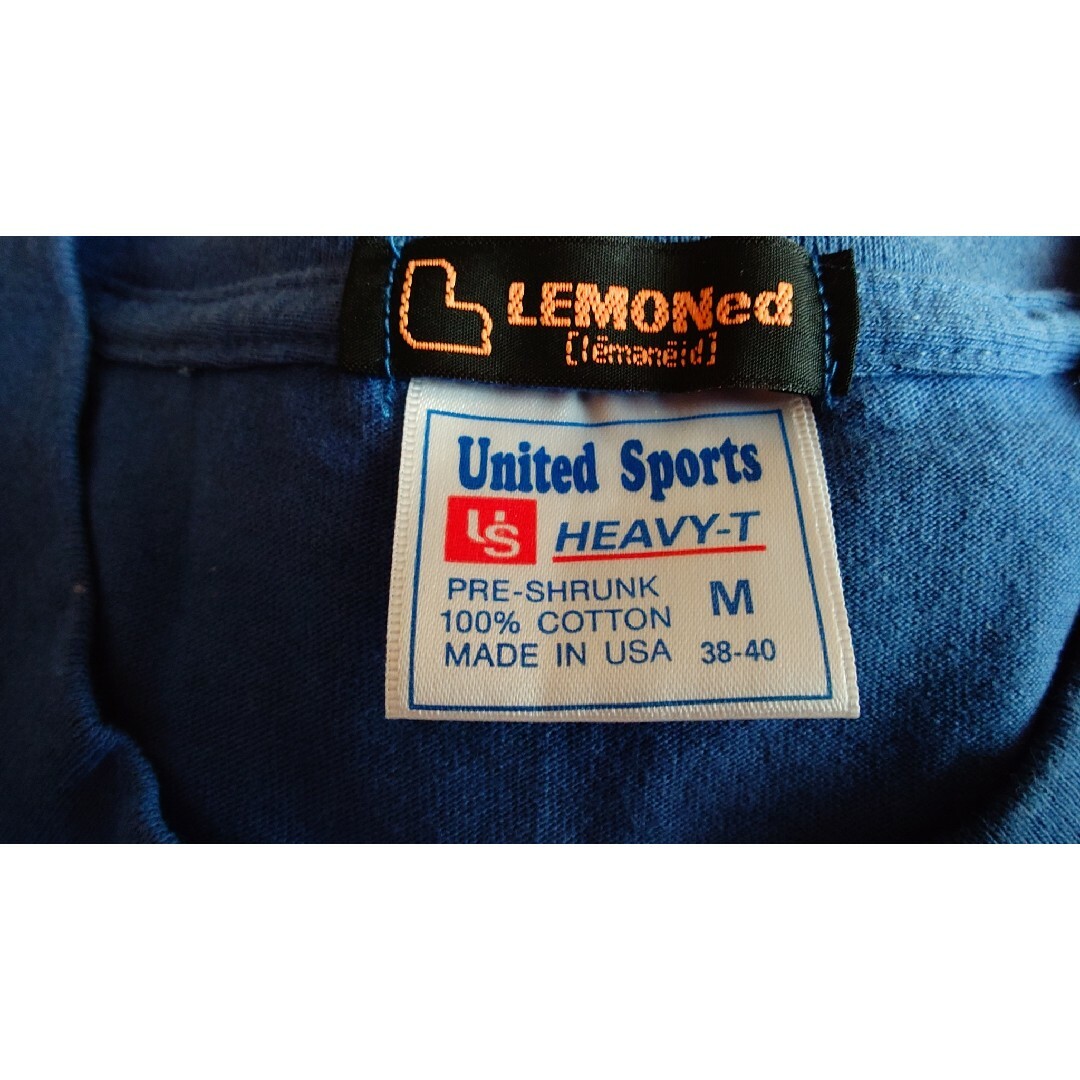 LEMONed
[lémanéid]
United Sports
US HEAVY-T
PRE-SHRUNK
100% COTTON M
MADE IN USA 38-40